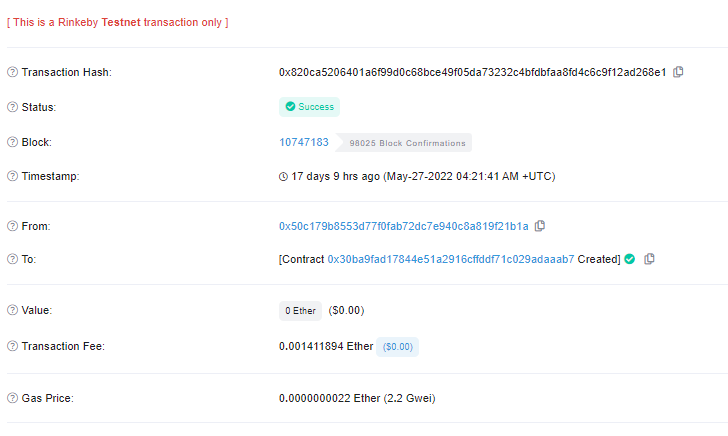 [ This is a Rinkeby Testnet transaction only ]
Transaction Hash: 0x820ca5206401a6f99d0c68bce49f05da73232c4bfdbfaa8fd4c6c9f12ad268e1
Status: Success
Block: 10747183 98025 Block Confirmations
Timestamp: 17 days 9 hrs ago (May-27-2022 04:21:41 AM +UTC)
From: 0x50c179b8553d77f0fab72dc7e940c8a819f21b1a
To: [Contract 0x30ba9fad17844e51a2916cffddf71c029adaaab7 Created]
Value: 0 Ether ($0.00)
Transaction Fee: 0.001411894 Ether ($0.00)
Gas Price: 0.0000000022 Ether (2.2 Gwei)